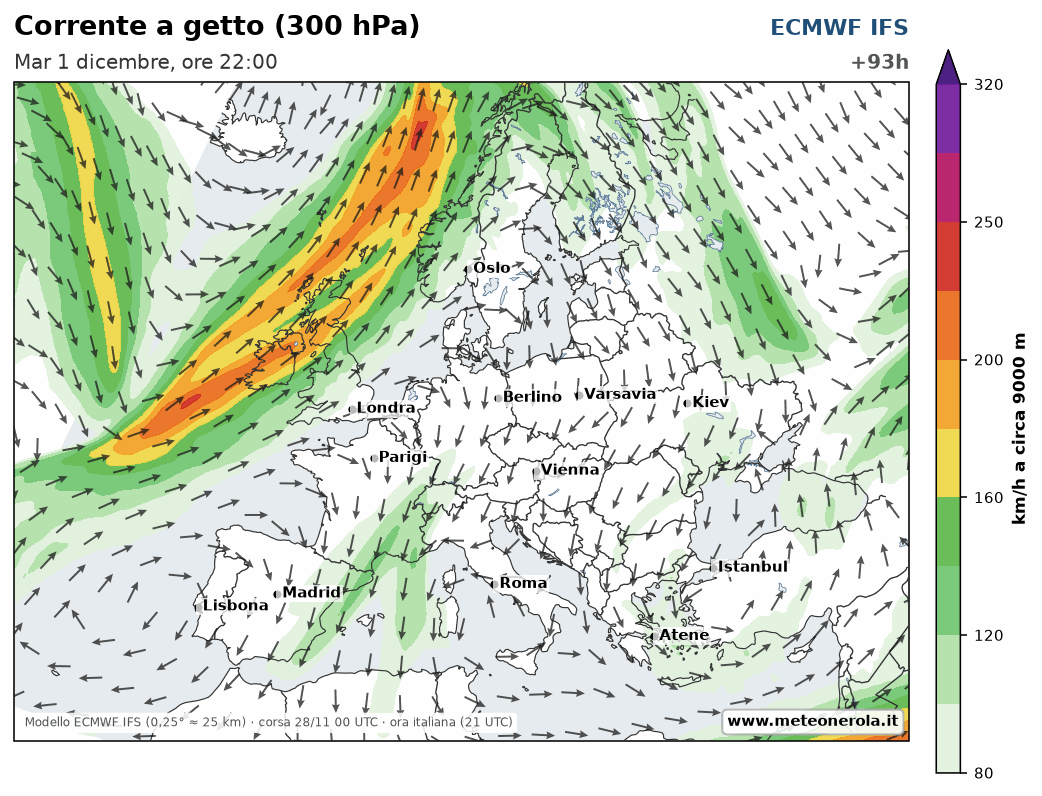 Corrente a getto (300 hPa)
ECMWF IFS
Mar 1 dicembre, ore 22:00
+93h
320
250
200
160
120
80
km/h a circa 9000 m
Oslo
Londra
Berlino
Varsavia
Kiev
Parigi
Vienna
Istanbul
Madrid
Roma
Lisbona
Atene
Modello ECMWF IFS (0,25° ≈ 25 km) · corsa 28/11 00 UTC · ora italiana (21 UTC)
www.meteonerola.it